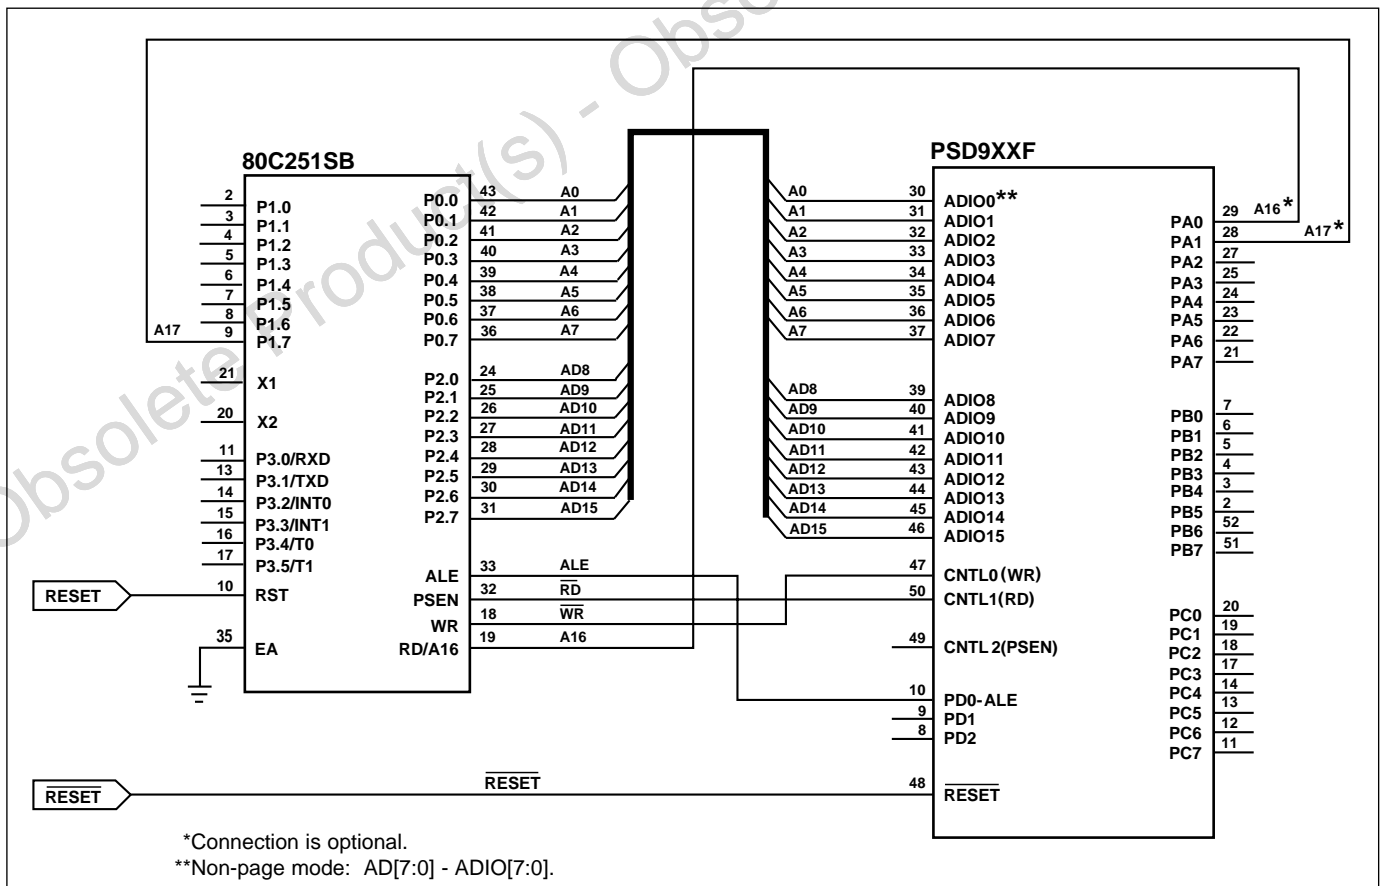 Obsolete Product(s) - Obso
80C251SB
2 P1.0
3 P1.1
4 P1.2
5 P1.3
6 P1.4
7 P1.5
8 P1.6
A17 9 P1.7
21 X1
20 X2
11 P3.0/RXD
13 P3.1/TXD
14 P3.2/INT0
15 P3.3/INT1
16 P3.4/T0
17 P3.5/T1
RESET 10 RST
35 EA
P0.0 43 A0
P0.1 42 A1
P0.2 41 A2
P0.3 40 A3
P0.4 39 A4
P0.5 38 A5
P0.6 37 A6
P0.7 36 A7
P2.0 24 AD8
P2.1 25 AD9
P2.2 26 AD10
P2.3 27 AD11
P2.4 28 AD12
P2.5 29 AD13
P2.6 30 AD14
P2.7 31 AD15
ALE 33 ALE
PSEN 32 RD
WR 18 WR
RD/A16 19 A16
PSD9XXF
A0 30 ADIO0**
A1 31 ADIO1
A2 32 ADIO2
A3 33 ADIO3
A4 34 ADIO4
A5 35 ADIO5
A6 36 ADIO6
A7 37 ADIO7
AD8 39 ADIO8
AD9 40 ADIO9
AD10 41 ADIO10
AD11 42 ADIO11
AD12 43 ADIO12
AD13 44 ADIO13
AD14 45 ADIO14
AD15 46 ADIO15
47 CNTL0(WR)
50 CNTL1(RD)
49 CNTL 2(PSEN)
10 PD0-ALE
9 PD1
8 PD2
RESET RESET 48 RESET
PA0 29 A16*
PA1 28 A17*
PA2 27
PA3 25
PA4 24
PA5 23
PA6 22
PA7 21
PB0 7
PB1 6
PB2 5
PB3 4
PB4 3
PB5 2
PB6 52
PB7 51
PC0 20
PC1 19
PC2 18
PC3 17
PC4 14
PC5 13
PC6 12
PC7 11
*Connection is optional.
**Non-page mode: AD[7:0] - ADIO[7:0].